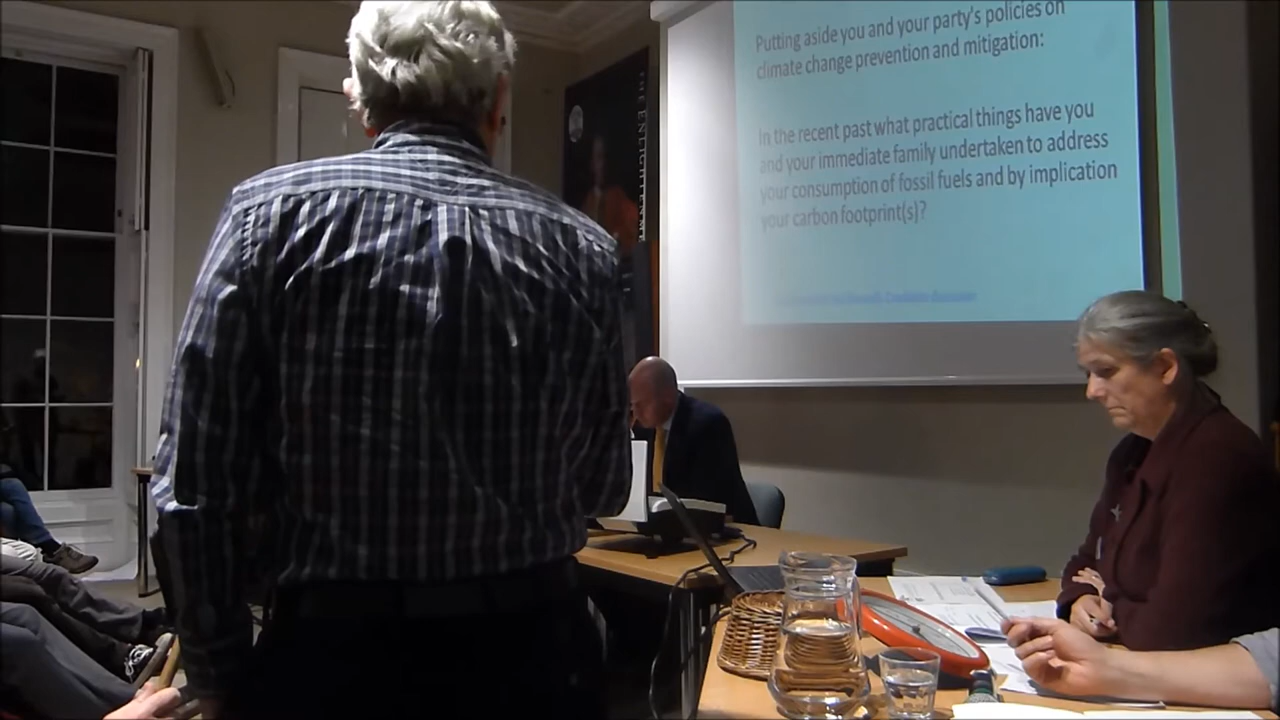 Putting aside you and your party's policies on
climate change prevention and mitigation:
In the recent past what practical things have you
and your immediate family undertaken to address
your consumption of fossil fuels and by implication
your carbon footprint(s)?
THE ENLIGHTENME